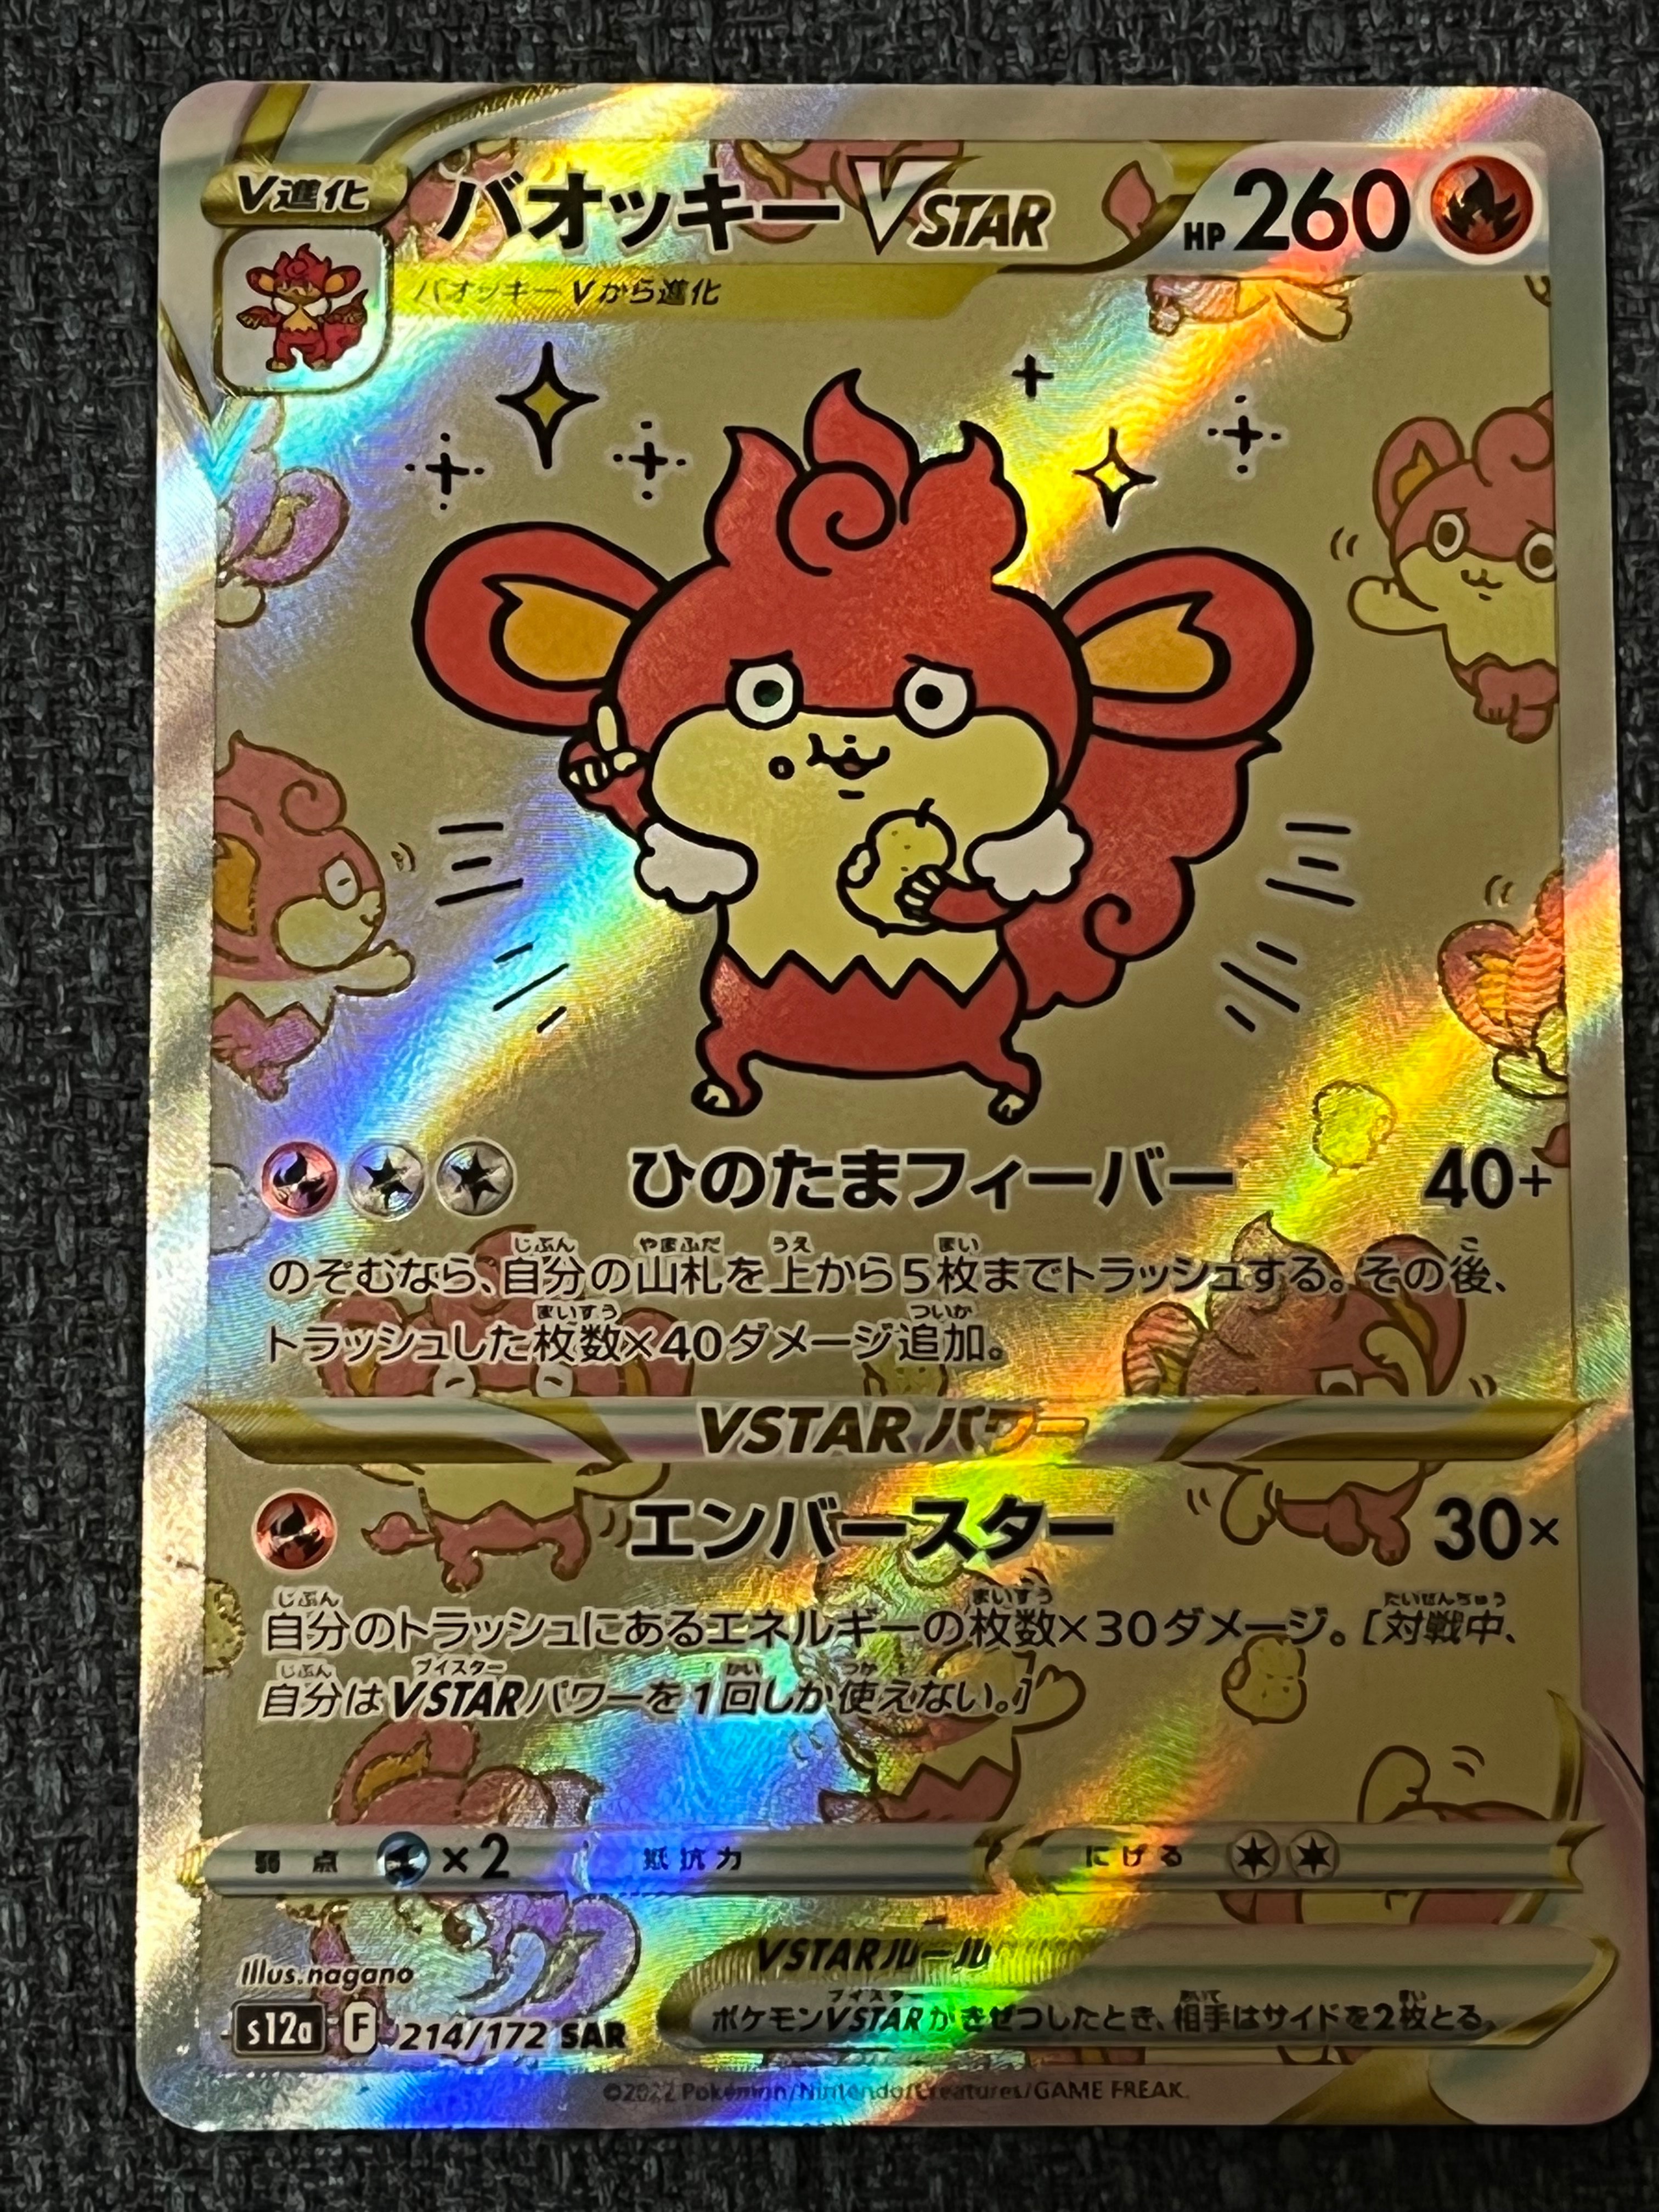 V進化
バオッキーVSTAR
HP 260
バオッキーVから進化
ひのたまフィーバー 40+
のぞむなら、自分の山札を上から5枚までトラッシュする。その後、
トラッシュした枚数×40ダメージ追加。
VSTARパワー
エンバースター 30×
自分のトラッシュにあるエネルギーの枚数×30ダメージ。[対戦中、
自分はVSTARパワーを1回しか使えない。]
弱点 ×2 抵抗力 にげる
Illus.nagano
VSTARルール
s12a F 214/172 SAR
ポケモンVSTARがきぜつしたとき、相手はサイドを2枚とる。
©2022 Pokémon/Nintendo/Creatures/GAME FREAK.